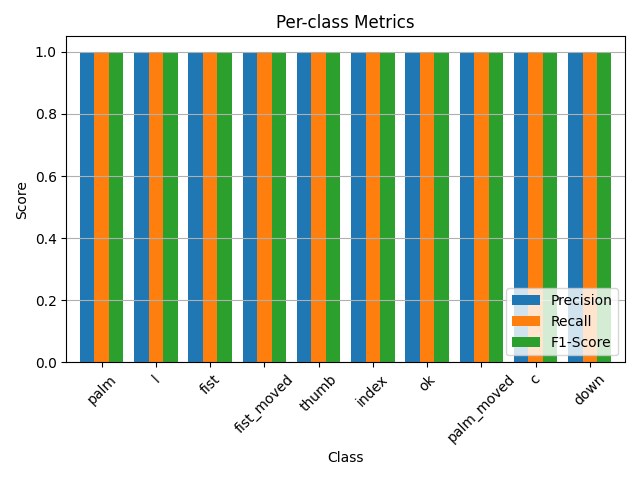 Per-class Metrics
Score
1.0
0.8
0.6
0.4
0.2
0.0
Precision
Recall
F1-Score
palm
l
fist
fist_moved
thumb
index
ok
palm_moved
c
down
Class